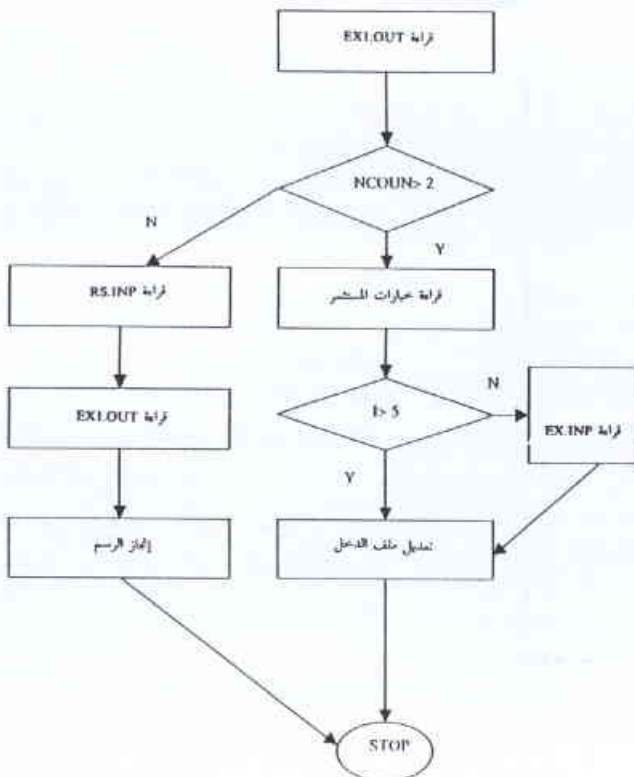 قراءة EX1.OUT
NCOUN> 2
N
Y
قراءة RS.INP
قراءة خيارات المستثمر
قراءة EX1.OUT
I> 5
N
قراءة EX.INP
Y
إنجاز الرسم
تعديل ملف الدخل
STOP